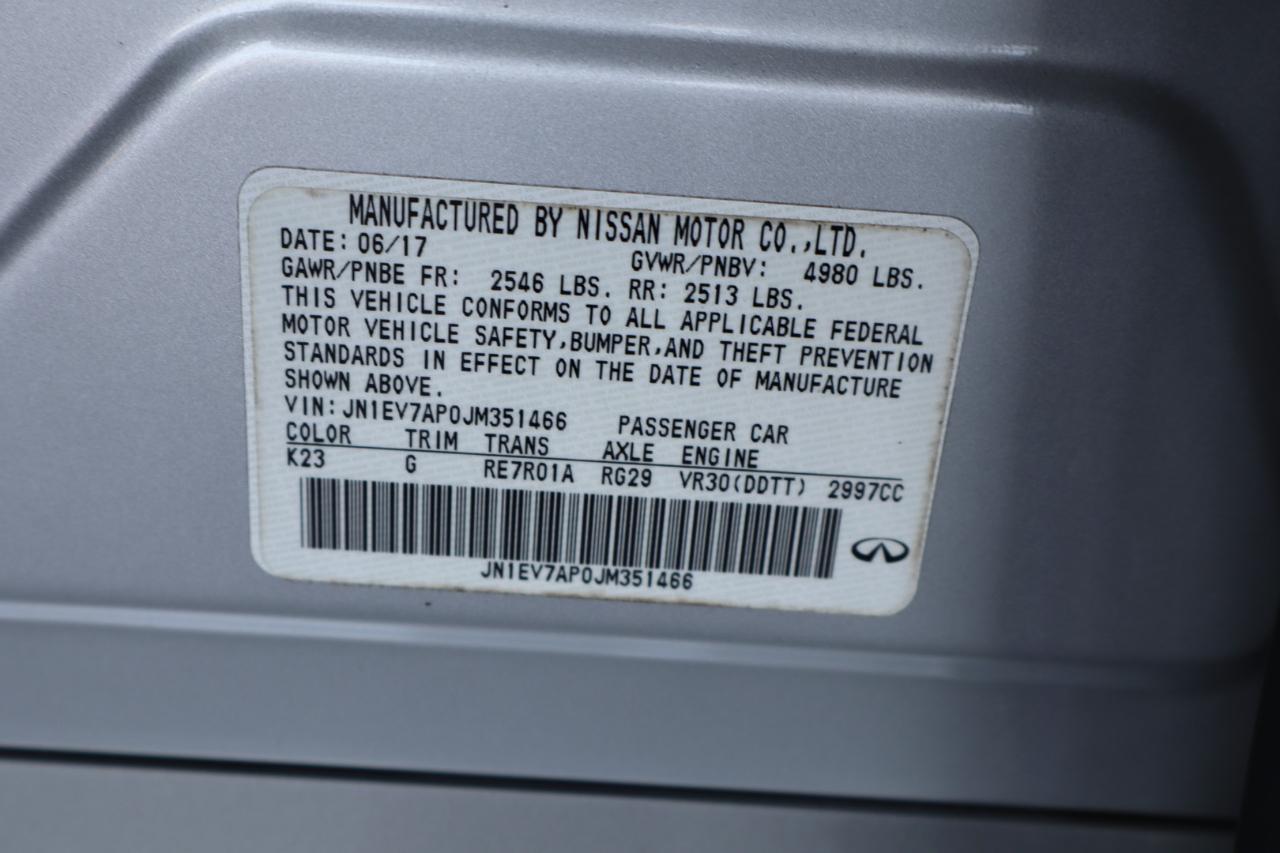 MANUFACTURED BY NISSAN MOTOR CO.,LTD.
DATE: 06/17 GVWR/PNBV: 4980 LBS.
GAWR/PNBE FR: 2546 LBS. RR: 2513 LBS.
THIS VEHICLE CONFORMS TO ALL APPLICABLE FEDERAL
MOTOR VEHICLE SAFETY,BUMPER,AND THEFT PREVENTION
STANDARDS IN EFFECT ON THE DATE OF MANUFACTURE
SHOWN ABOVE.
VIN:JN1EV7AP0JM351466 PASSENGER CAR
COLOR TRIM TRANS AXLE ENGINE
K23 G RE7R01A RG29 VR30(DDTT) 2997CC
JN1EV7AP0JM351466